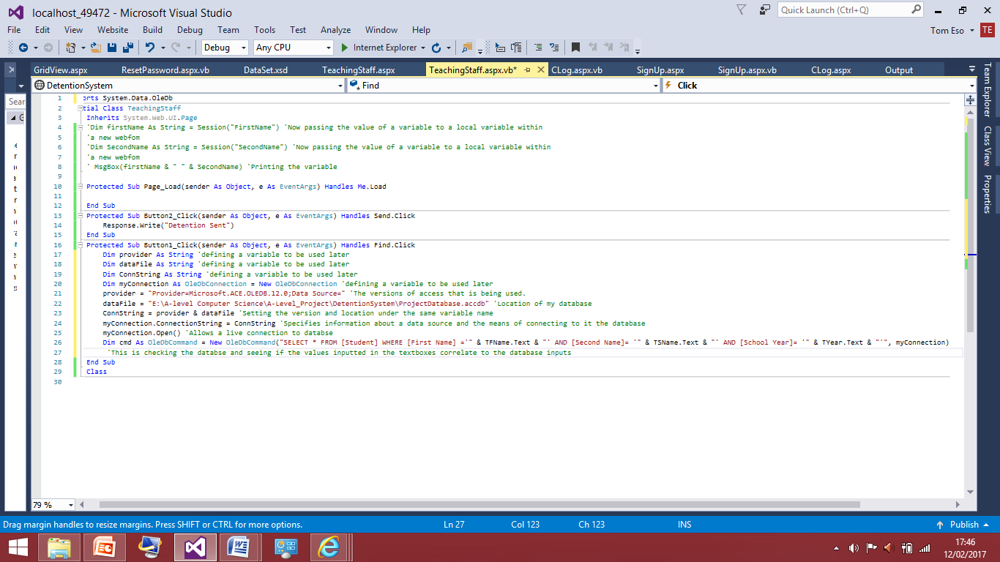 localhost_49472 - Microsoft Visual Studio
Quick Launch (Ctrl+Q)
File Edit View Website Build Debug Team Tools Test Analyze Window Help
Tom Eso TE
Debug Any CPU Internet Explorer
GridView.aspx ResetPassword.aspx.vb DataSet.xsd TeachingStaff.aspx TeachingStaff.aspx.vb* CLog.aspx.vb SignUp.aspx SignUp.aspx.vb CLog.aspx Output
DetentionSystem Find Click
Sear
G
Team Explorer
Class View
Properties
1 orts System.Data.OleDb
2 tial Class TeachingStaff
3 Inherits System.Web.UI.Page
4 'Dim firstName As String = Session("FirstName") 'Now passing the value of a variable to a local variable within
5 'a new webfom
6 'Dim SecondName As String = Session("SecondName") 'Now passing the value of a variable to a local variable within
7 'a new webfom
8 ' MsgBox(firstName & " " & SecondName) 'Printing the variable
9
10 Protected Sub Page_Load(sender As Object, e As EventArgs) Handles Me.Load
11
12 End Sub
13 Protected Sub Button2_Click(sender As Object, e As EventArgs) Handles Send.Click
14 Response.Write("Detention Sent")
15 End Sub
16 Protected Sub Button1_Click(sender As Object, e As EventArgs) Handles Find.Click
17 Dim provider As String 'defining a variable to be used later
18 Dim dataFile As String 'defining a variable to be used later
19 Dim ConnString As String 'defining a variable to be used later
20 Dim myConnection As OleDbConnection = New OleDbConnection 'defining a variable to be used later
21 provider = "Provider=Microsoft.ACE.OLEDB.12.0;Data Source=" 'The versions of access that is being used.
22 dataFile = "E:\A-level Computer Science\A-Level_Project\DetentionSystem\ProjectDatabase.accdb" 'Location of my database
23 ConnString = provider & dataFile 'Setting the version and location under the same variable name
24 myConnection.ConnectionString = ConnString 'Specifies information about a data source and the means of connecting to it the database
25 myConnection.Open() 'Allows a live connection to databse
26 Dim cmd As OleDbCommand = New OleDbCommand("SELECT * FROM [Student] WHERE [First Name] ='" & TFName.Text & "' AND [Second Name]= '" & TSName.Text & "' AND [School Year]= '" & TYear.Text & "'", myConnection)
27 'This is checking the databse and seeing if the values inputted in the textboxes correlate to the database inputs
28 End Sub
29 Class
30
79 %
Drag margin handles to resize margins. Press SHIFT or CTRL for more options. Ln 27 Col 123 Ch 123 INS Publish
17:46
12/02/2017